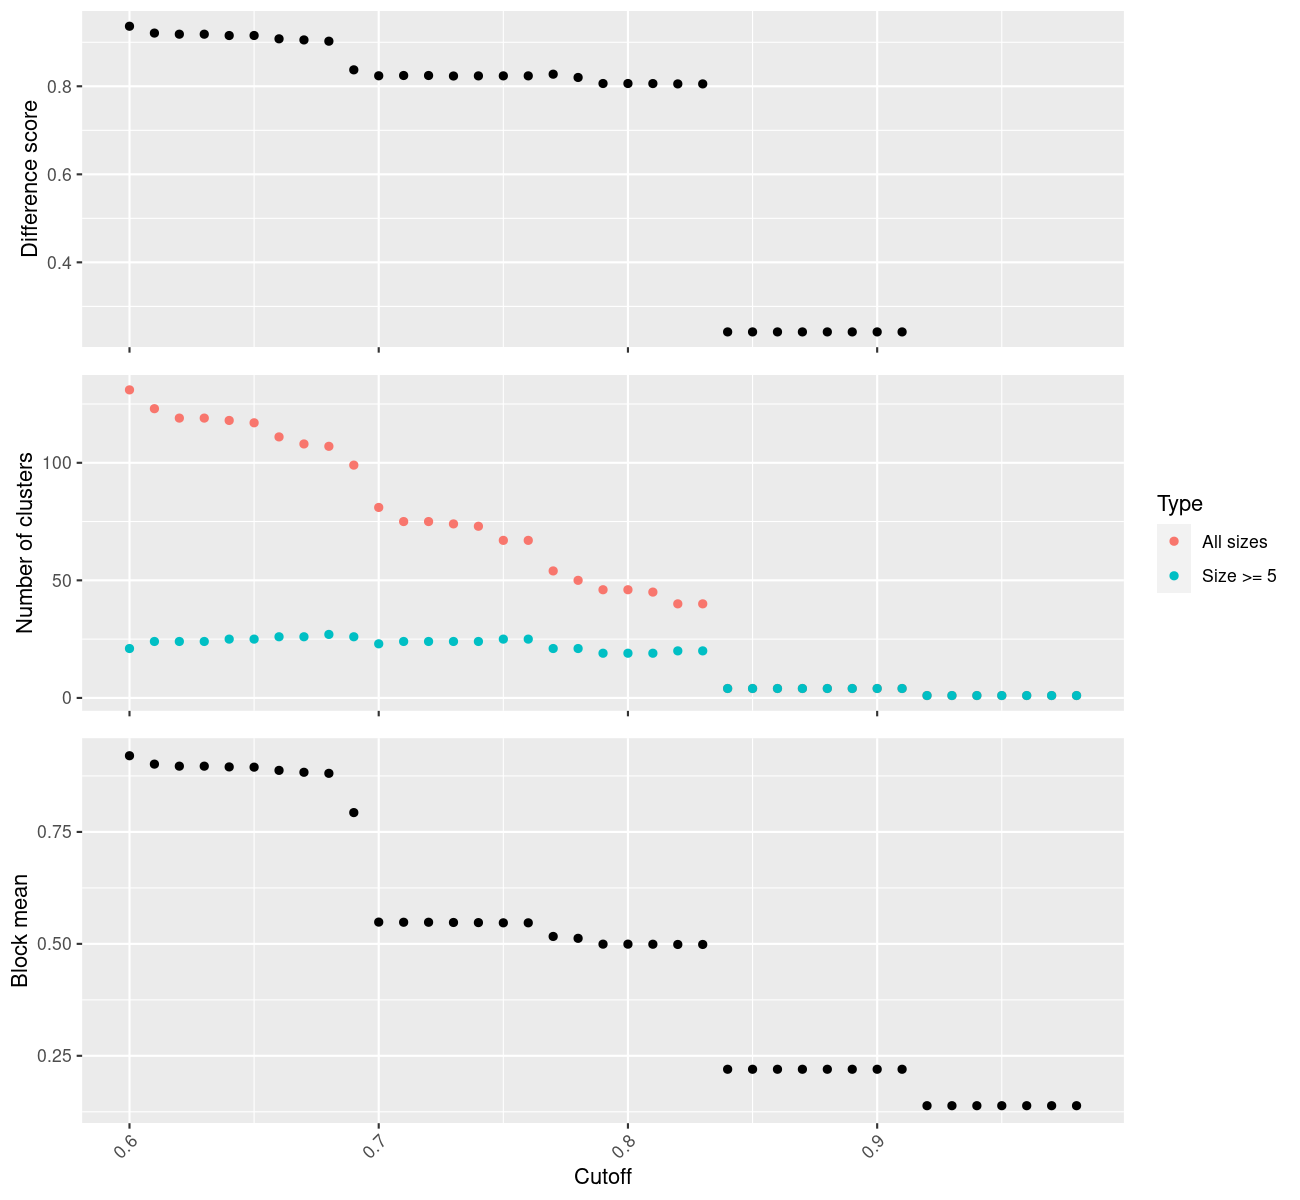 Difference score
0.8
0.6
0.4
Number of clusters
100
50
0
Type
All sizes
Size >= 5
Block mean
0.75
0.50
0.25
0.6 0.7 0.8 0.9
Cutoff